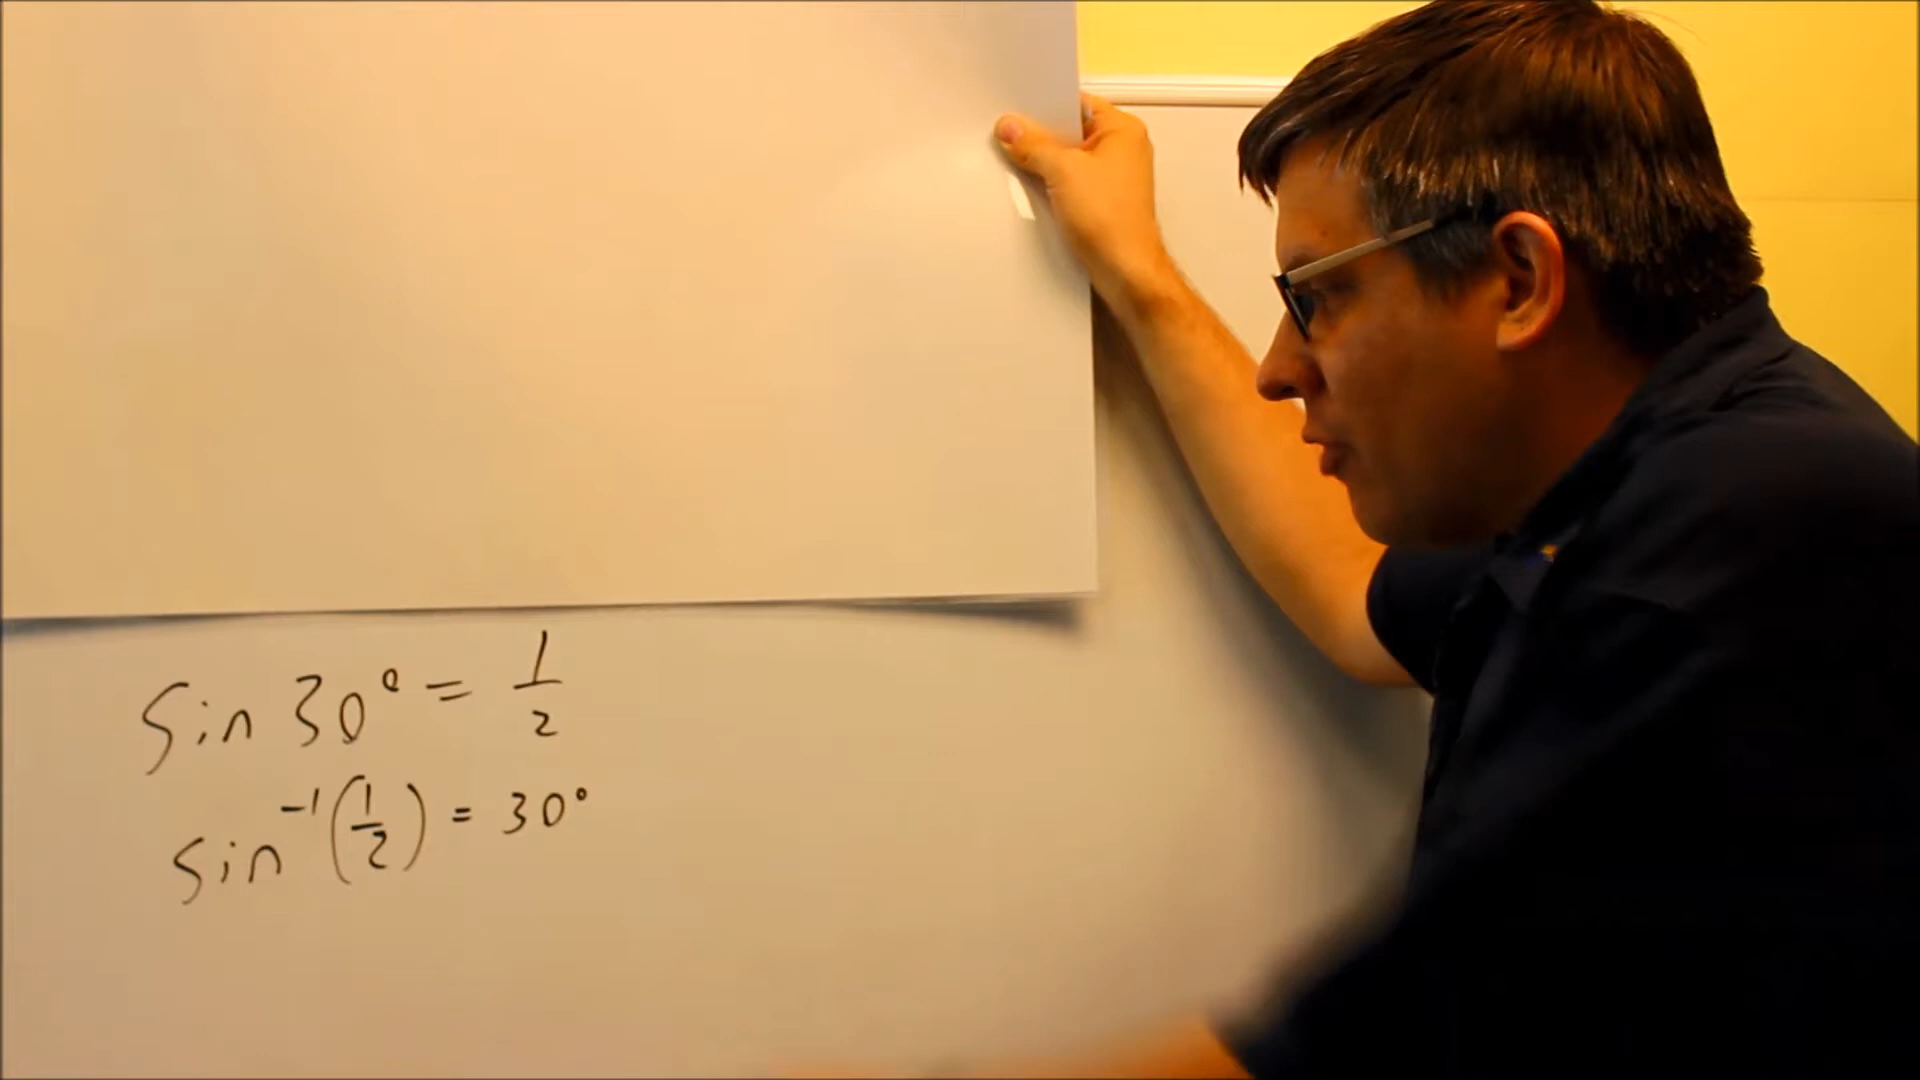 sin 30° = 1/2
sin⁻¹(1/2) = 30°